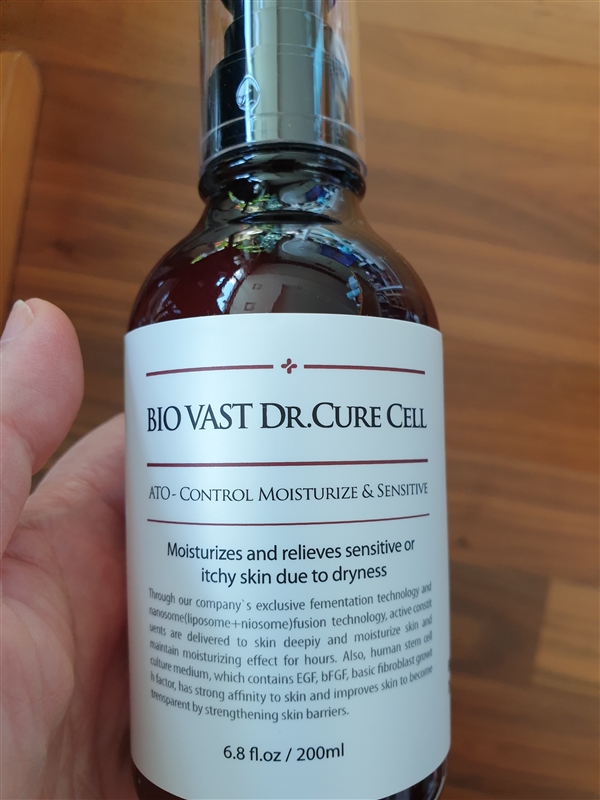 BIO VAST DR.CURE CELL
ATO - CONTROL MOISTURIZE & SENSITIVE
Moisturizes and relieves sensitive or
itchy skin due to dryness
Through our company`s exclusive fementation technology and
nanosome(liposome+niosome)fusion technology, active constit
uents are delivered to skin deepiy and moisturize skin and
maintain moisturizing effect for hours. Also, human stem cell
culture medium, which contains EGF, bFGF, basic fibroblast growt
h factor, has strong affinity to skin and improves skin to become
trensparent by strengthening skin barriers.
6.8 fl.oz / 200ml